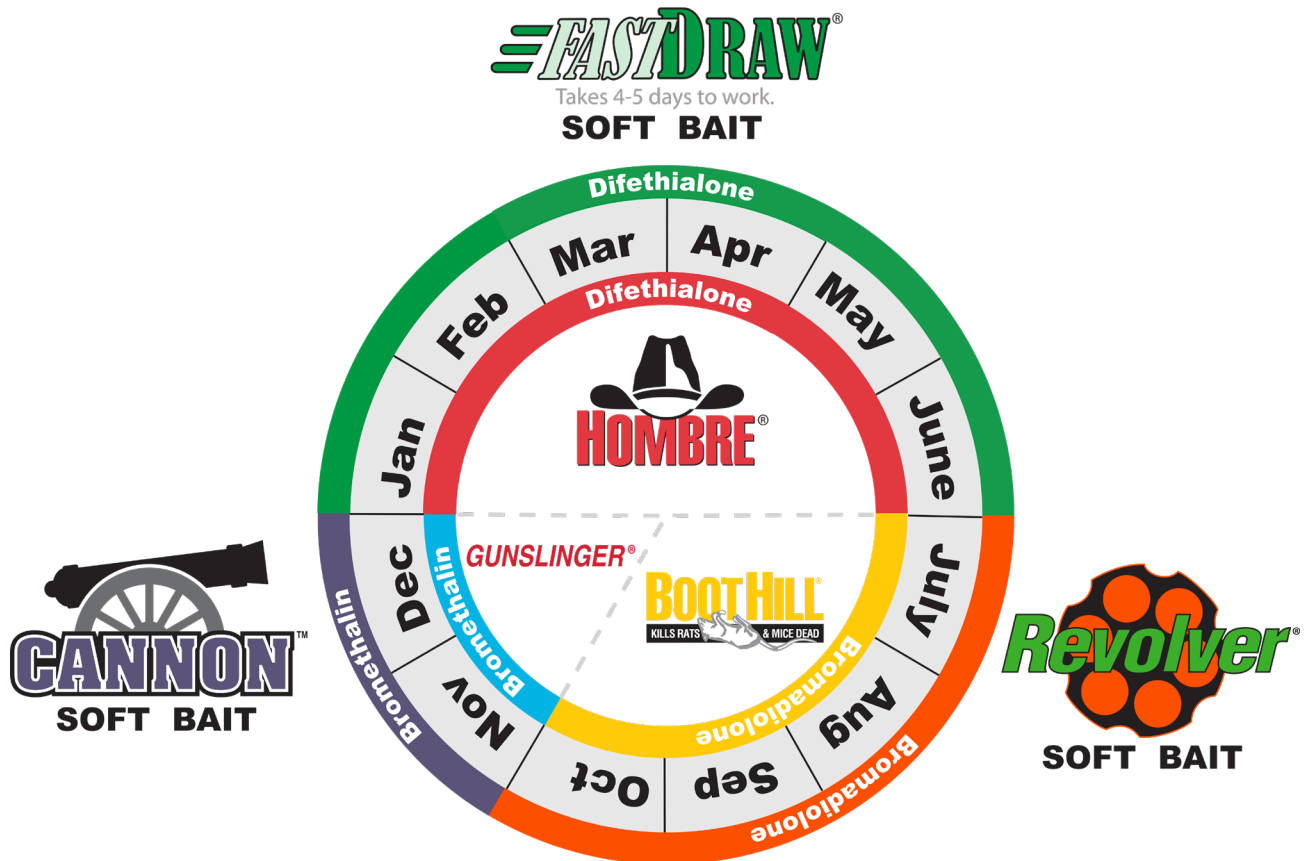 FASTDRAW®
Takes 4-5 days to work.
SOFT BAIT
Difethialone
Jan
Feb
Mar
Apr
May
June
July
Aug
Sep
Oct
Nov
Dec
Difethialone
HOMBRE®
GUNSLINGER®
Bromethalin
BOOTHILL®
KILLS RATS & MICE DEAD
Bromadiolone
Bromethalin
Bromadiolone
CANNON™
SOFT BAIT
Revolver®
SOFT BAIT